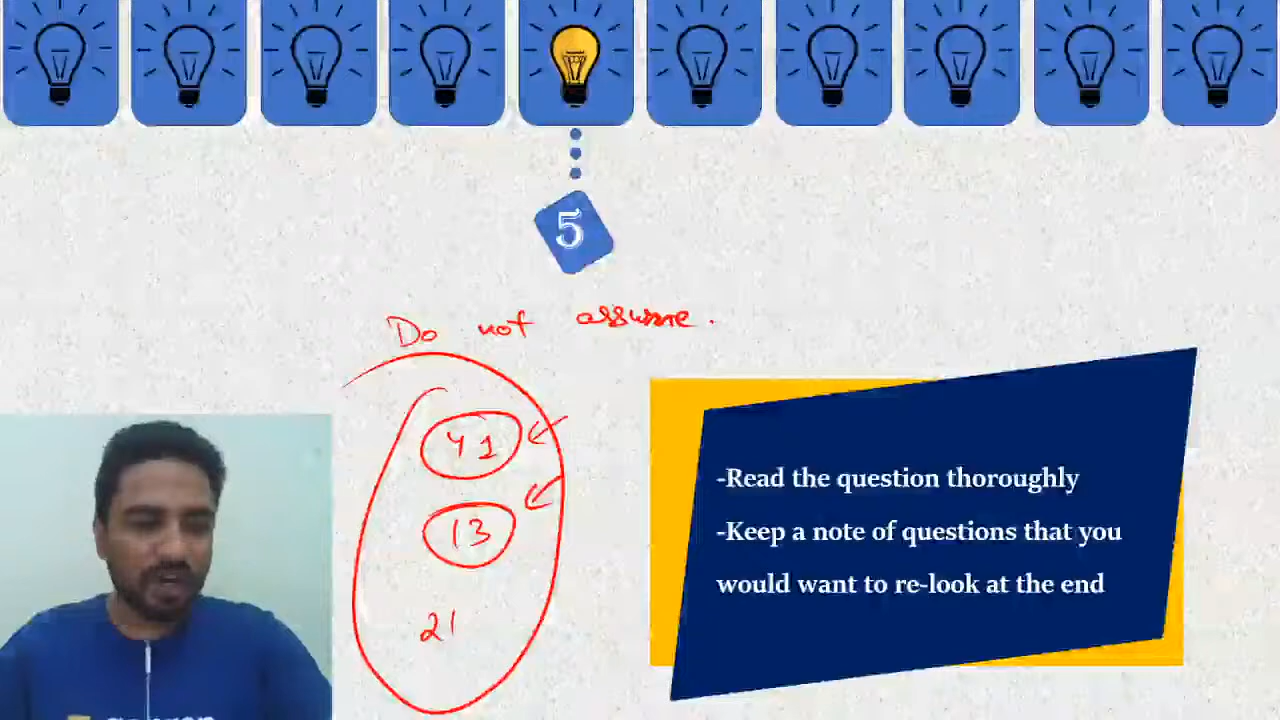 5
Do not assume.
41
13
21
-Read the question thoroughly
-Keep a note of questions that you
would want to re-look at the end